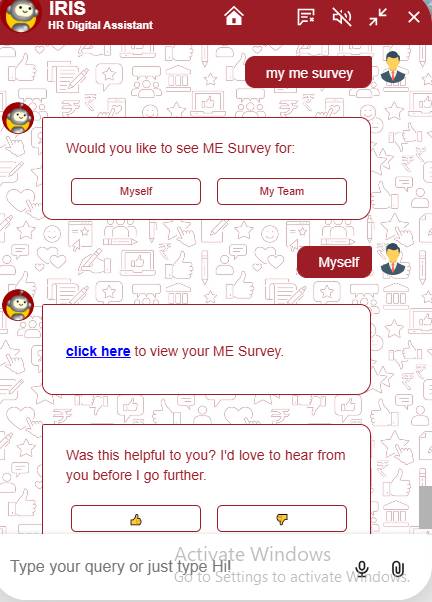 IRIS
HR Digital Assistant
my me survey
Would you like to see ME Survey for:
Myself
My Team
Myself
click here to view your ME Survey.
Was this helpful to you? I'd love to hear from
you before I go further.
Activate Windows
Type your query or just type Hi!
Go to Settings to activate Windows.